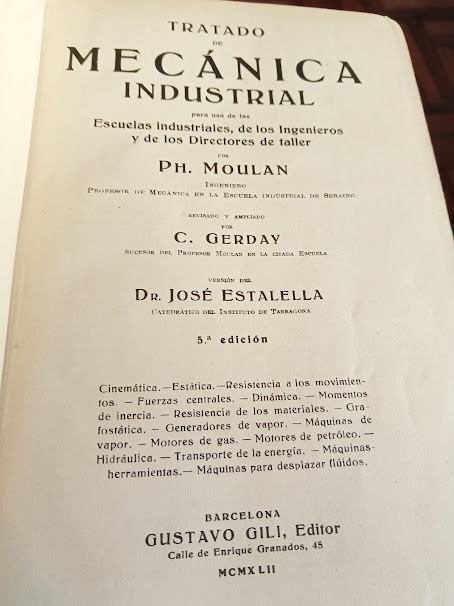 TRATADO
DE
MECÁNICA
INDUSTRIAL
para uso de las
Escuelas industriales, de los Ingenieros
y de los Directores de taller
POR
PH. MOULAN
INGENIERO
PROFESOR DE MECÁNICA EN LA ESCUELA INDUSTRIAL DE SERAING
REVISADO Y AMPLIADO
POR
C. GERDAY
SUCESOR DEL PROFESOR MOULAN EN LA CITADA ESCUELA
VERSIÓN DEL
DR. JOSÉ ESTALELLA
CATEDRÁTICO DEL INSTITUTO DE TARRAGONA
5.ª edición
Cinemática.—Estática.—Resistencia a los movimien-
tos. — Fuerzas centrales. — Dinámica. — Momentos
de inercia. — Resistencia de los materiales. — Gra-
fostática. — Generadores de vapor. — Máquinas de
vapor. — Motores de gas. — Motores de petróleo. —
Hidráulica. — Transporte de la energía. — Máquinas-
herramientas.— Máquinas para desplazar flúidos.
BARCELONA
GUSTAVO GILI, Editor
Calle de Enrique Granados, 45
MCMXLII